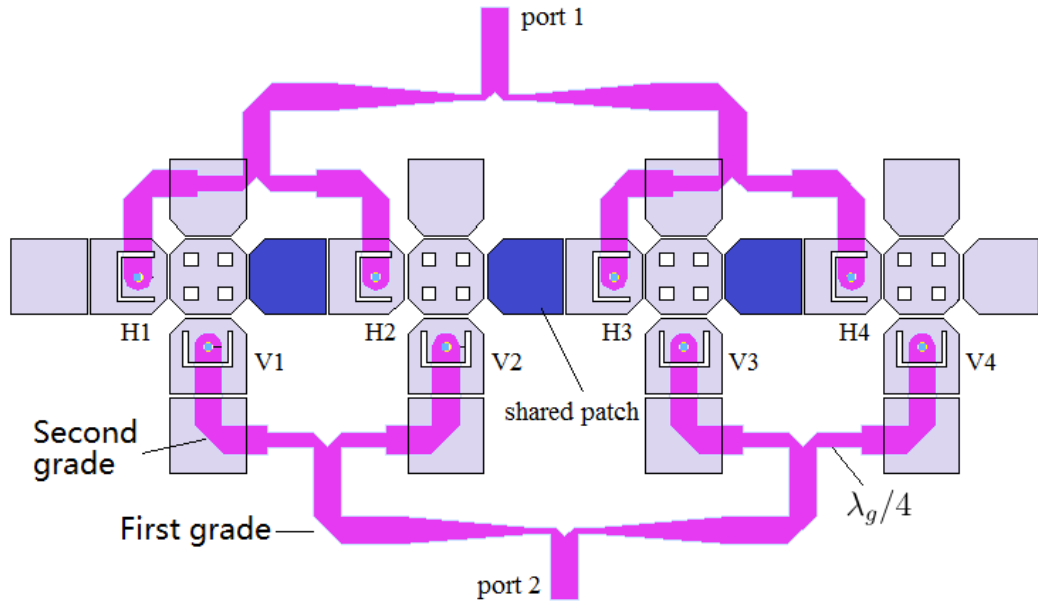 port 1
H1
H2
H3
H4
V1
V2
V3
V4
shared patch
Second
grade
λg/4
First grade
port 2